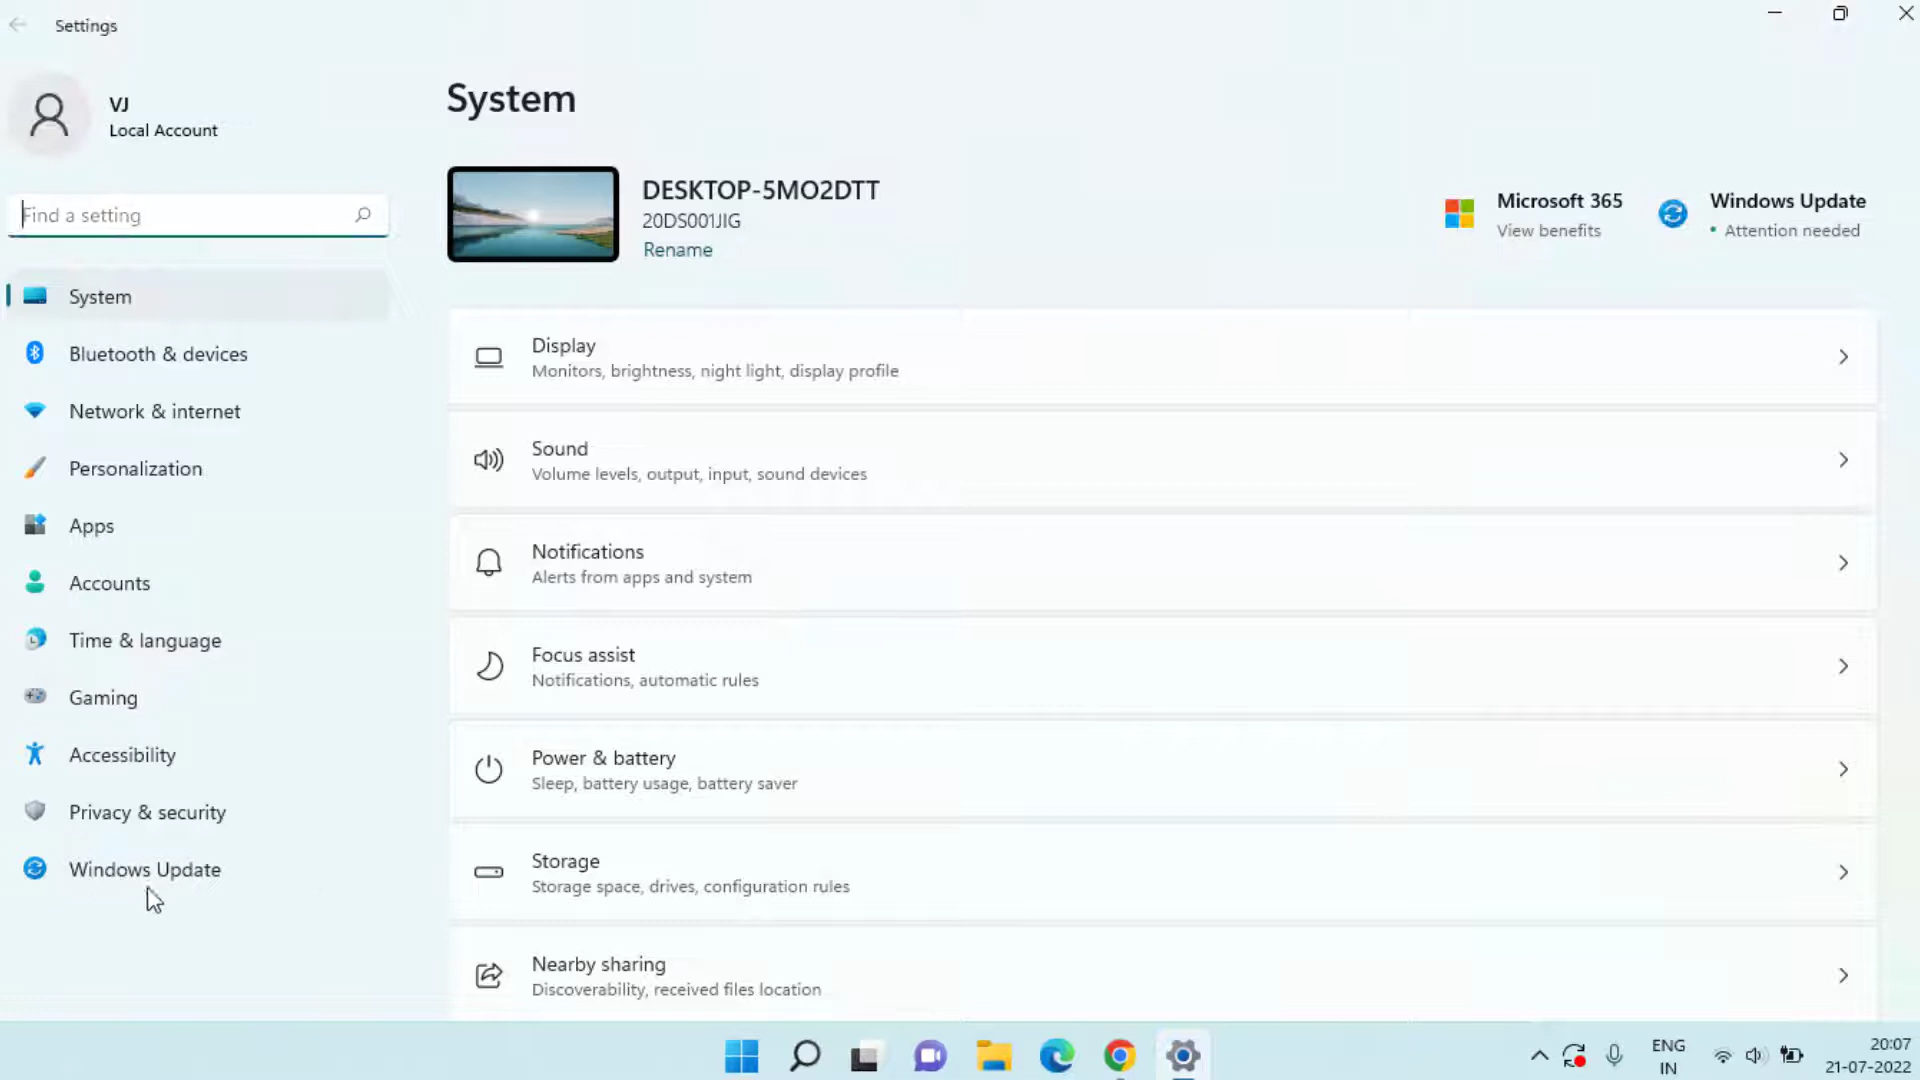 Settings
VJ
Local Account
Find a setting
System
Bluetooth & devices
Network & internet
Personalization
Apps
Accounts
Time & language
Gaming
Accessibility
Privacy & security
Windows Update
System
DESKTOP-5MO2DTT
20DS001JIG
Rename
Microsoft 365
View benefits
Windows Update
• Attention needed
Display
Monitors, brightness, night light, display profile
Sound
Volume levels, output, input, sound devices
Notifications
Alerts from apps and system
Focus assist
Notifications, automatic rules
Power & battery
Sleep, battery usage, battery saver
Storage
Storage space, drives, configuration rules
Nearby sharing
Discoverability, received files location
ENG
IN
20:07
21-07-2022